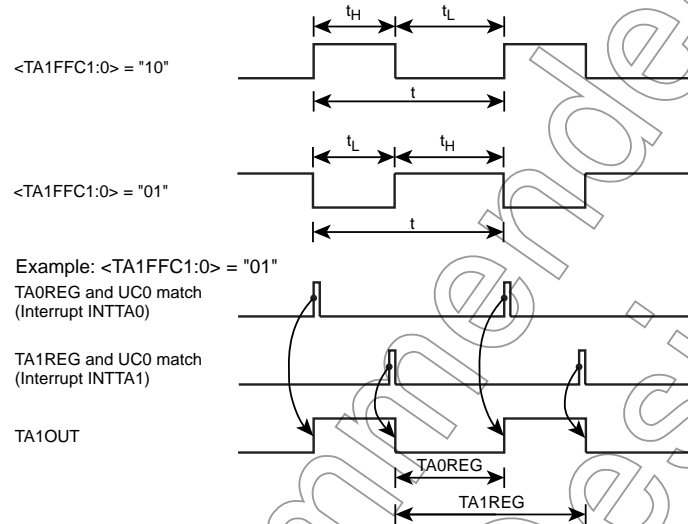 tH tL
<TA1FFC1:0> = "10"
t
tL tH
<TA1FFC1:0> = "01"
t
Example: <TA1FFC1:0> = "01"
TA0REG and UC0 match
(Interrupt INTTA0)
TA1REG and UC0 match
(Interrupt INTTA1)
TA1OUT
TA0REG
TA1REG